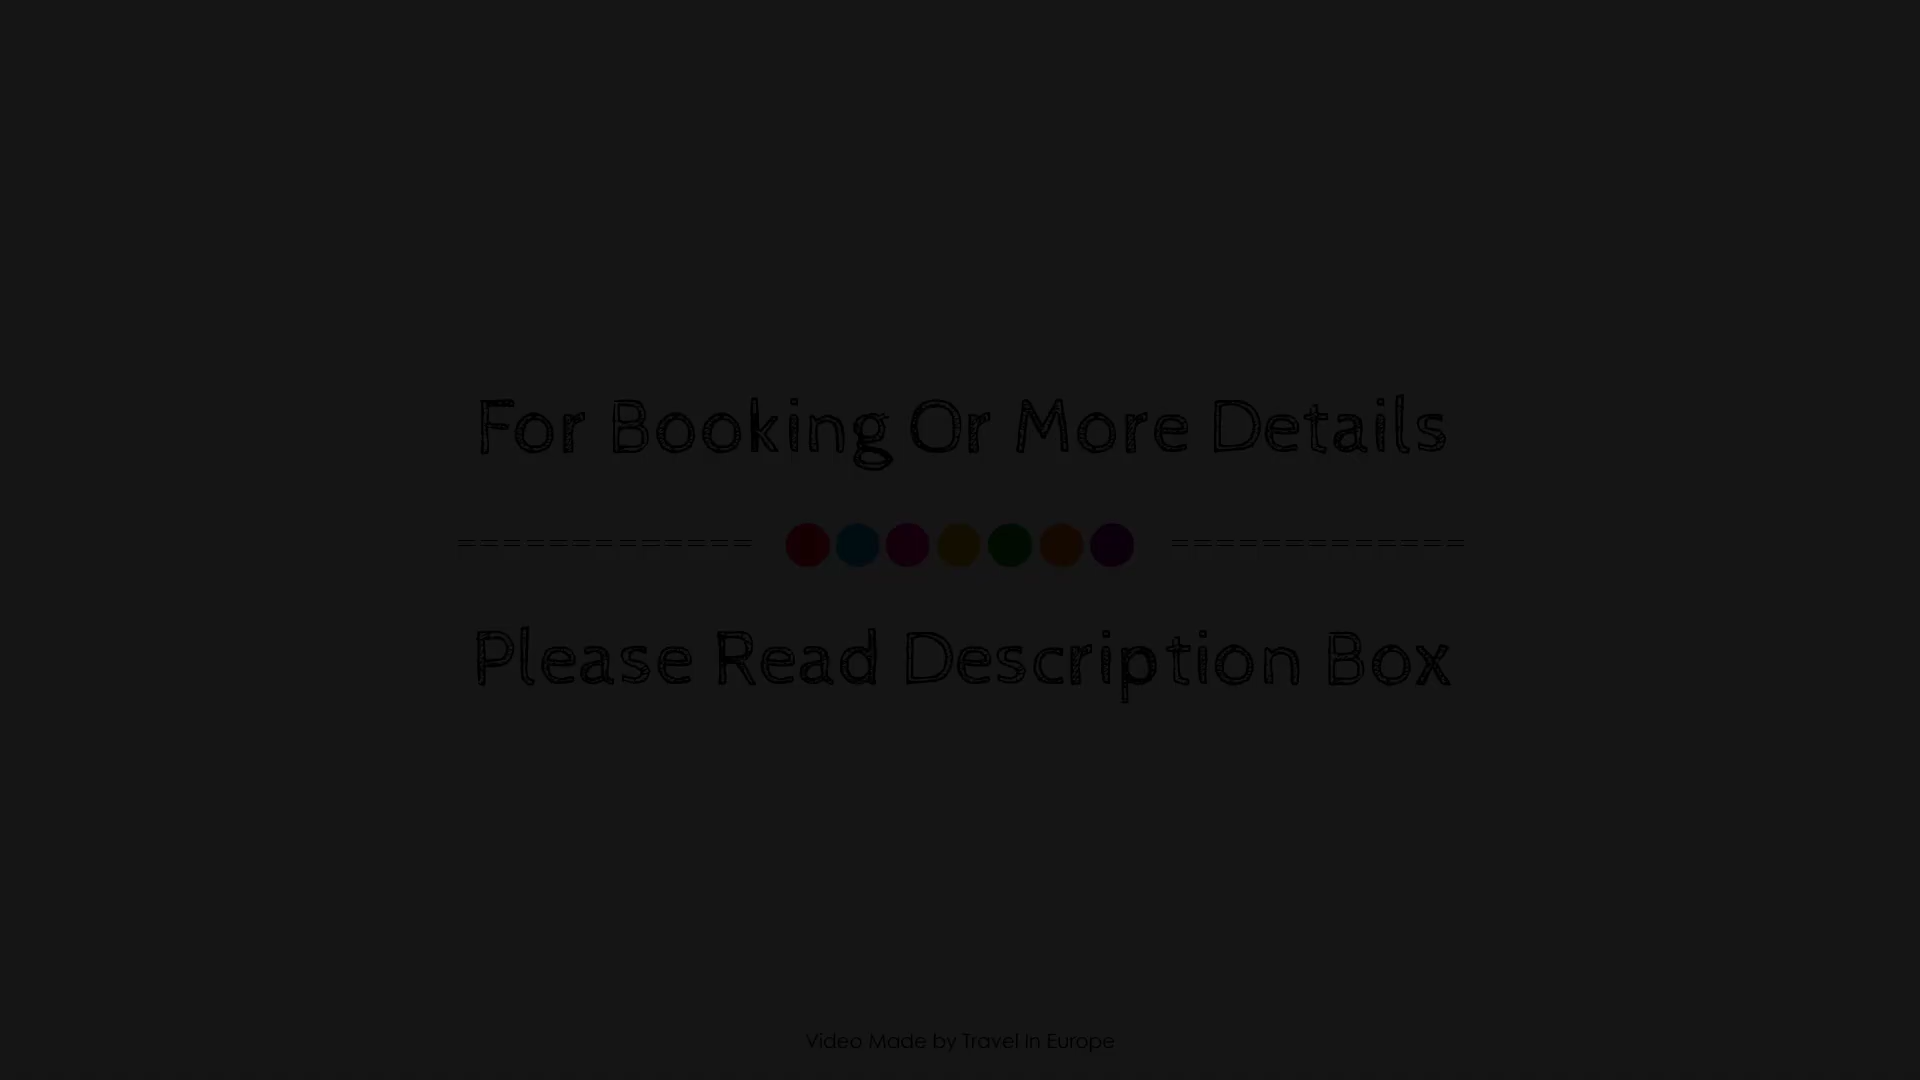 For Booking Or More Details
============= =============
Please Read Description Box
Video Made by Travel In Europe